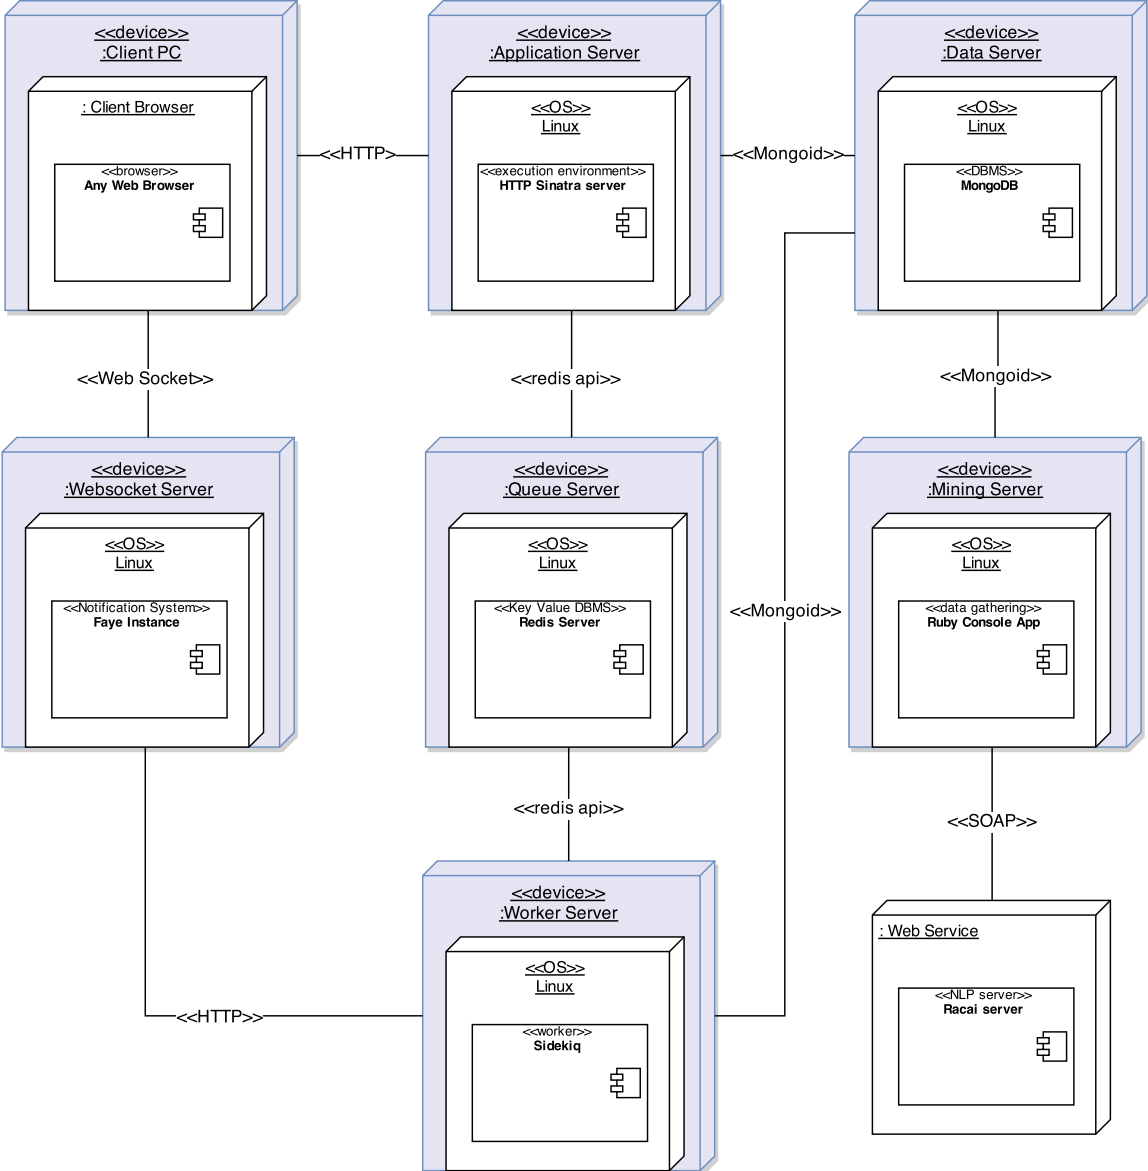 <<device>>
:Client PC
: Client Browser
<<browser>>
Any Web Browser
<<HTTP>
<<device>>
:Application Server
<<OS>>
Linux
<<execution environment>>
HTTP Sinatra server
<<Mongoid>>
<<device>>
:Data Server
<<OS>>
Linux
<<DBMS>>
MongoDB
<<Web Socket>>
<<redis api>>
<<Mongoid>>
<<device>>
:Websocket Server
<<OS>>
Linux
<<Notification System>>
Faye Instance
<<device>>
:Queue Server
<<OS>>
Linux
<<Key Value DBMS>>
Redis Server
<<Mongoid>>
<<device>>
:Mining Server
<<OS>>
Linux
<<data gathering>>
Ruby Console App
<<redis api>>
<<SOAP>>
<<HTTP>>
<<device>>
:Worker Server
<<OS>>
Linux
<<worker>>
Sidekiq
: Web Service
<<NLP server>>
Racai server